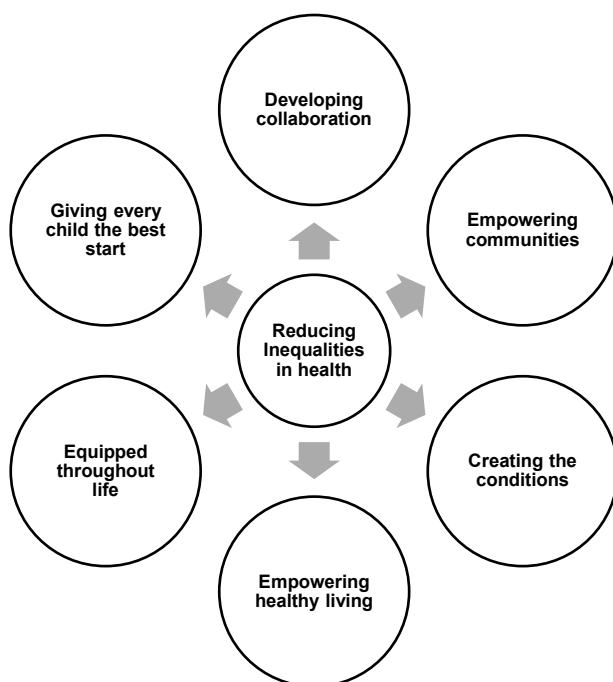 Developing
collaboration
Giving every
child the best
start
Empowering
communities
Reducing
Inequalities
in health
Equipped
throughout
life
Creating the
conditions
Empowering
healthy living